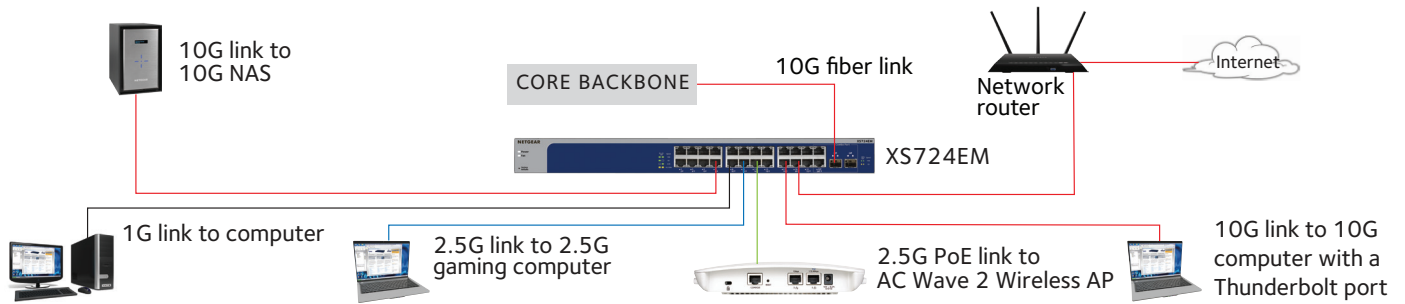 10G link to
10G NAS
CORE BACKBONE
10G fiber link
Network
router
Internet
NETGEAR
XS724EM
XS724EM
1G link to computer
2.5G link to 2.5G
gaming computer
2.5G PoE link to
AC Wave 2 Wireless AP
10G link to 10G
computer with a
Thunderbolt port